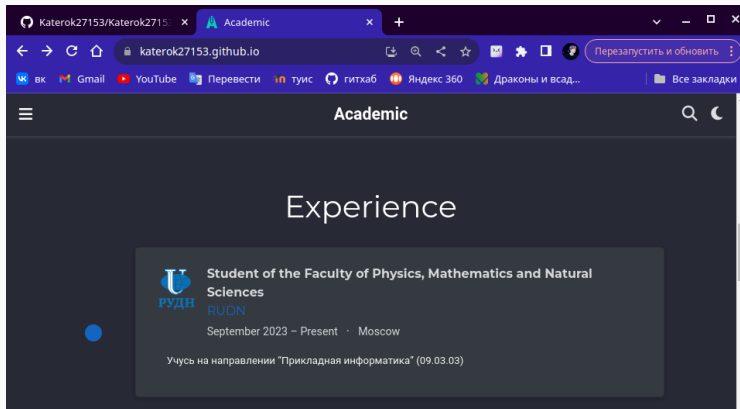 Katerok27153/Katerok2715
Academic
katerok27153.github.io
Перезапустить и обновить
вк
Gmail
YouTube
Перевести
туис
гитхаб
Яндекс 360
Драконы и всад...
Все закладки
Academic
Experience
РУДН
Student of the Faculty of Physics, Mathematics and Natural
Sciences
RUDN
September 2023 – Present · Moscow
Учусь на направлении "Прикладная информатика" (09.03.03)